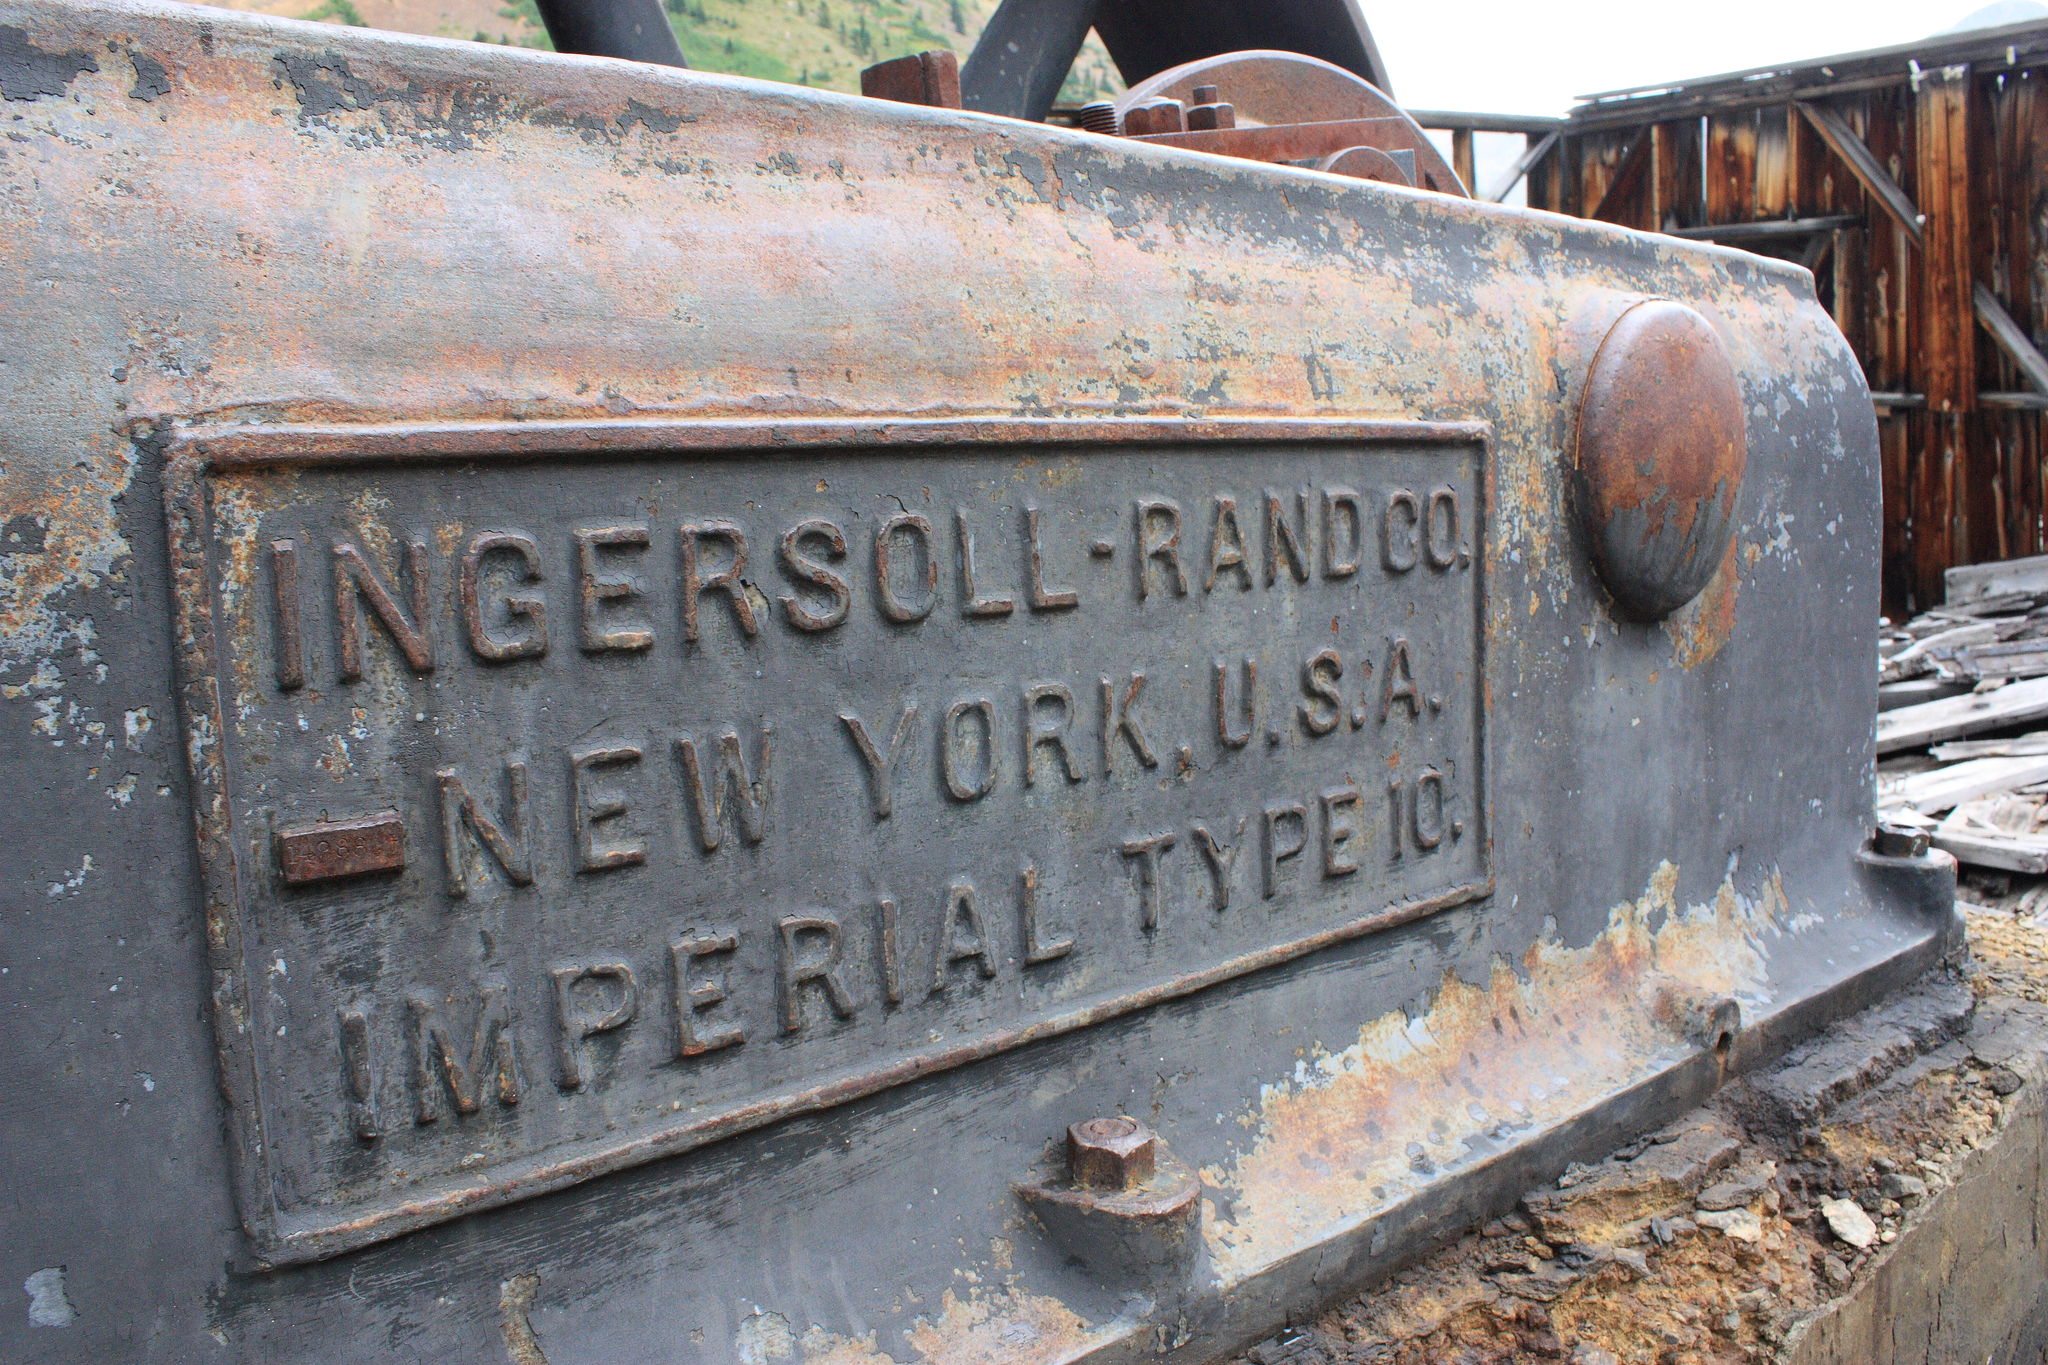 INGERSOLL-RAND CO.
NEW YORK, U.S.A.
IMPERIAL TYPE 10.